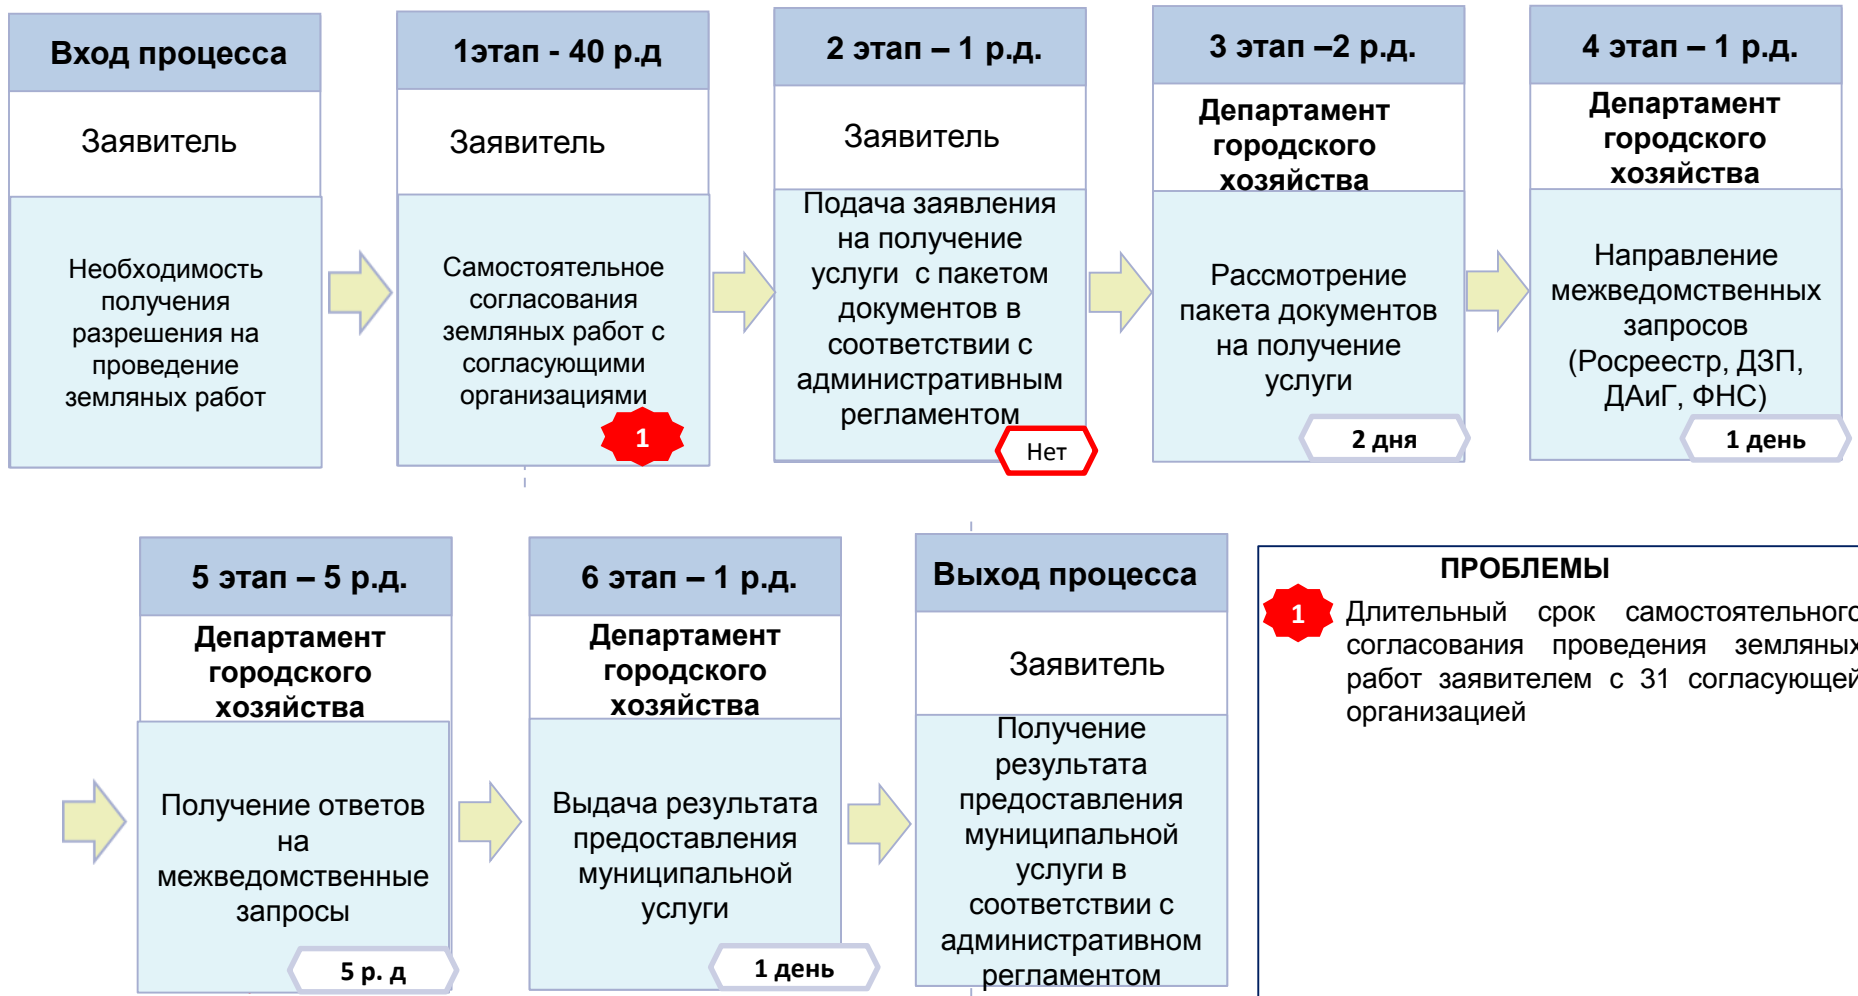 Вход процесса
Заявитель
Необходимость
получения
разрешения на
проведение
земляных работ
1этап - 40 р.д
Заявитель
Самостоятельное
согласования
земляных работ с
согласующими
организациями
1
2 этап – 1 р.д.
Заявитель
Подача заявления
на получение
услуги с пакетом
документов в
соответствии с
административным
регламентом
Нет
3 этап –2 р.д.
Департамент
городского
хозяйства
Рассмотрение
пакета документов
на получение
услуги
2 дня
4 этап – 1 р.д.
Департамент
городского
хозяйства
Направление
межведомственных
запросов
(Росреестр, ДЗП,
ДАиГ, ФНС)
1 день
5 этап – 5 р.д.
Департамент
городского
хозяйства
Получение ответов
на
межведомственные
запросы
5 р. д
6 этап – 1 р.д.
Департамент
городского
хозяйства
Выдача результата
предоставления
муниципальной
услуги
1 день
Выход процесса
Заявитель
Получение
результата
предоставления
муниципальной
услуги в
соответствии с
административном
регламентом
ПРОБЛЕМЫ
1
Длительный срок самостоятельного
согласования проведения земляных
работ заявителем с 31 согласующей
организацией